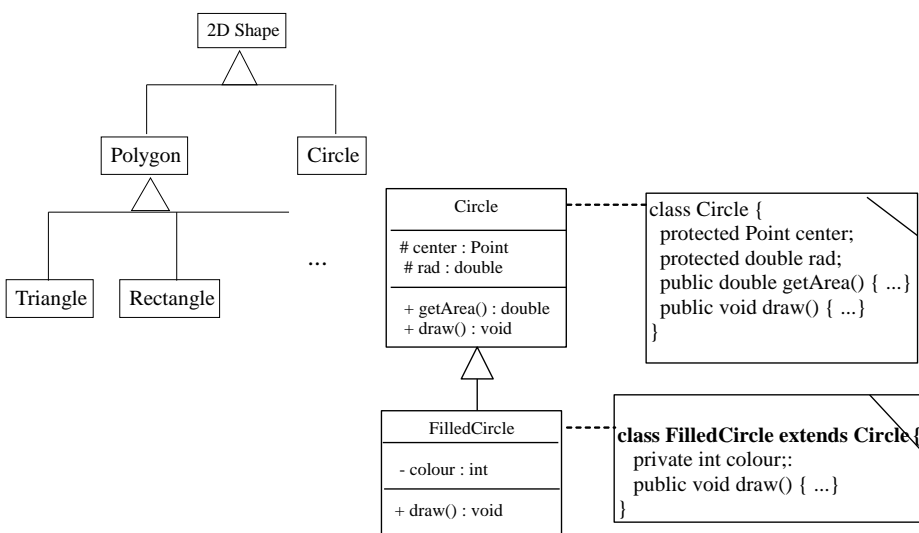 2D Shape
Polygon
Circle
Triangle
Rectangle
...
Circle
# center : Point
# rad : double
+ getArea() : double
+ draw() : void
class Circle {
protected Point center;
protected double rad;
public double getArea() { ...}
public void draw() { ...}
}
FilledCircle
- colour : int
+ draw() : void
class FilledCircle extends Circle {
private int colour;:
public void draw() { ...}
}